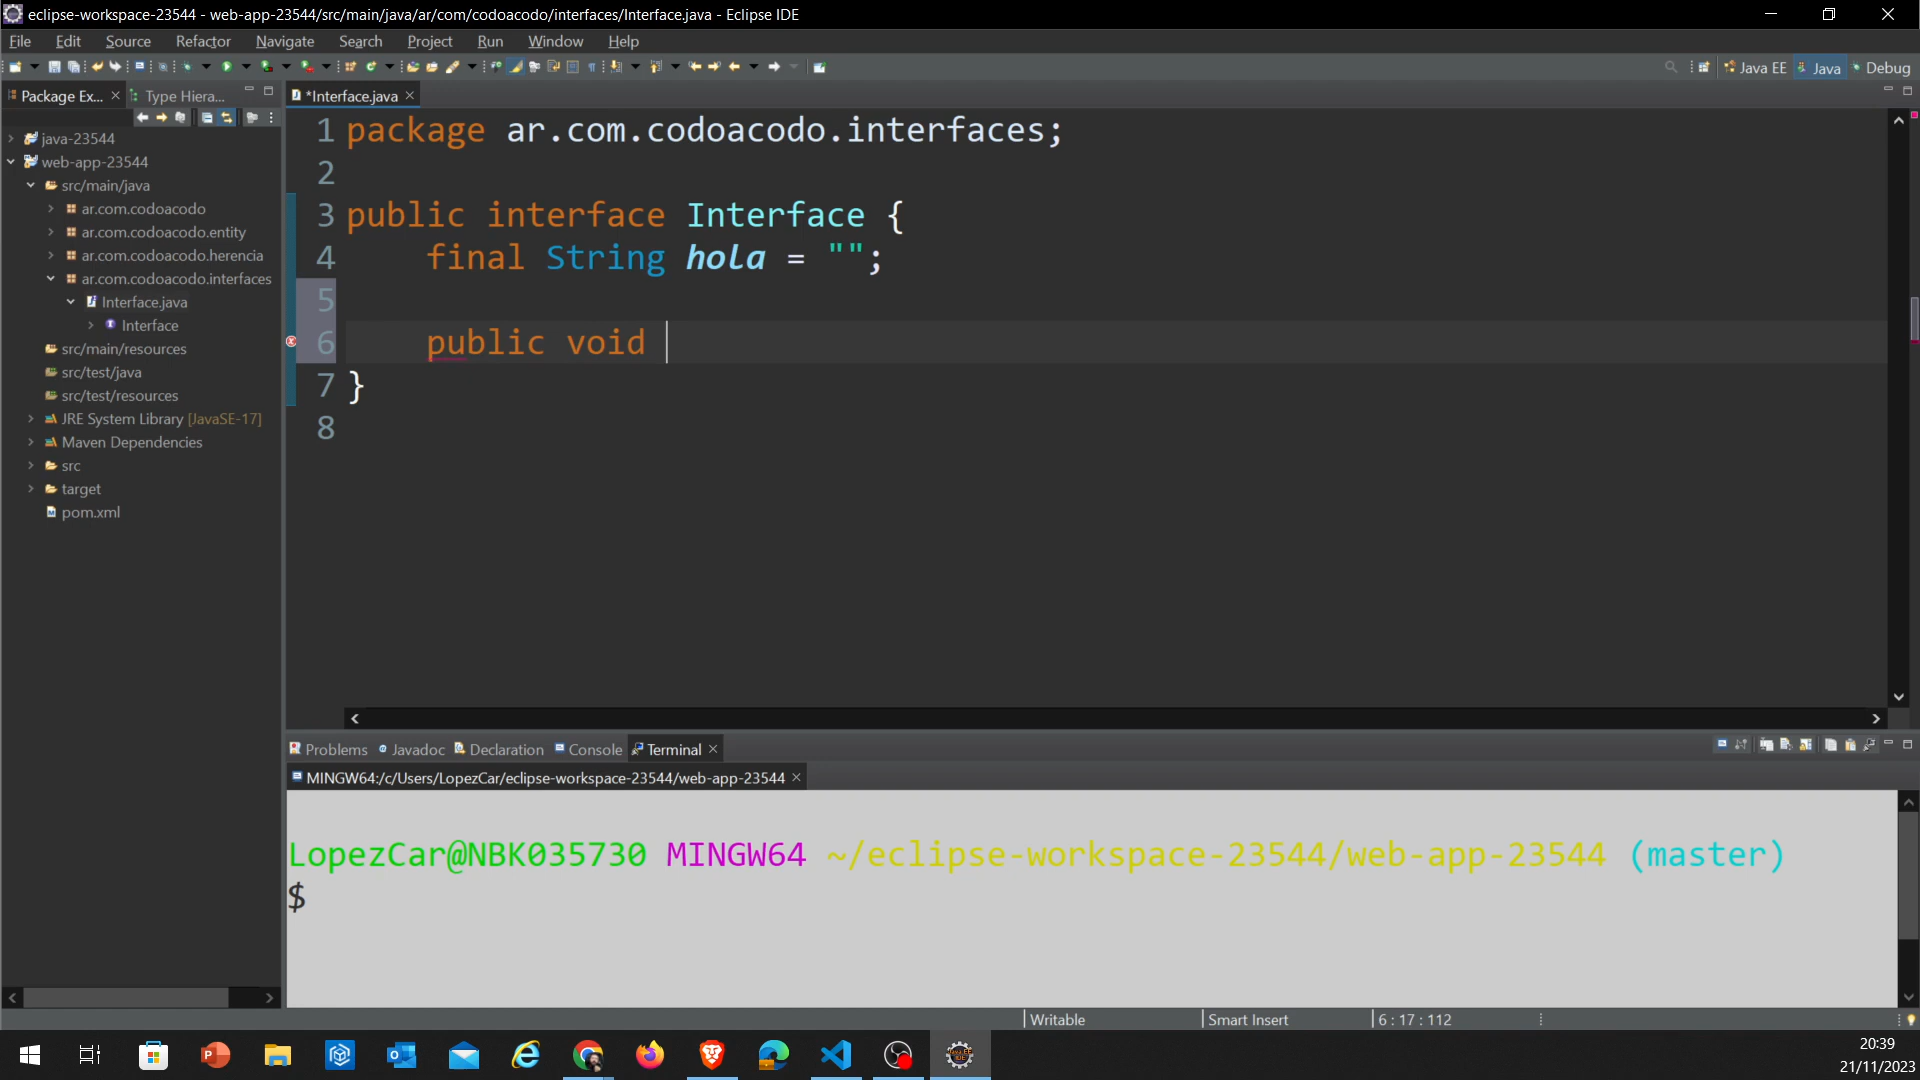 eclipse-workspace-23544 - web-app-23544/src/main/java/ar/com/codoacodo/interfaces/Interface.java - Eclipse IDE
File Edit Source Refactor Navigate Search Project Run Window Help
Java EE Java Debug
Package Ex... Type Hiera...
*Interface.java
java-23544
web-app-23544
src/main/java
ar.com.codoacodo
ar.com.codoacodo.entity
ar.com.codoacodo.herencia
ar.com.codoacodo.interfaces
Interface.java
Interface
src/main/resources
src/test/java
src/test/resources
JRE System Library [JavaSE-17]
Maven Dependencies
src
target
pom.xml
1 package ar.com.codoacodo.interfaces;
2
3 public interface Interface {
4 final String hola = "";
5
6 public void
7 }
8
Problems Javadoc Declaration Console Terminal
MINGW64:/c/Users/LopezCar/eclipse-workspace-23544/web-app-23544
LopezCar@NBK035730 MINGW64 ~/eclipse-workspace-23544/web-app-23544 (master)
$
Writable Smart Insert 6 : 17 : 112
20:39
21/11/2023